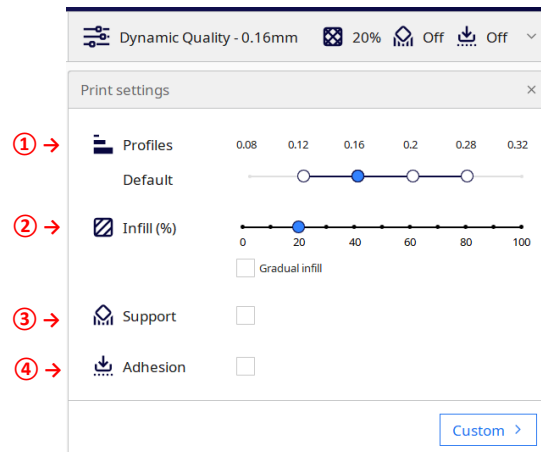 Dynamic Quality - 0.16mm 20% Off Off
Print settings ×
① → Profiles 0.08 0.12 0.16 0.2 0.28 0.32
Default
② → Infill (%)
0 20 40 60 80 100
Gradual infill
③ → Support
④ → Adhesion
Custom >